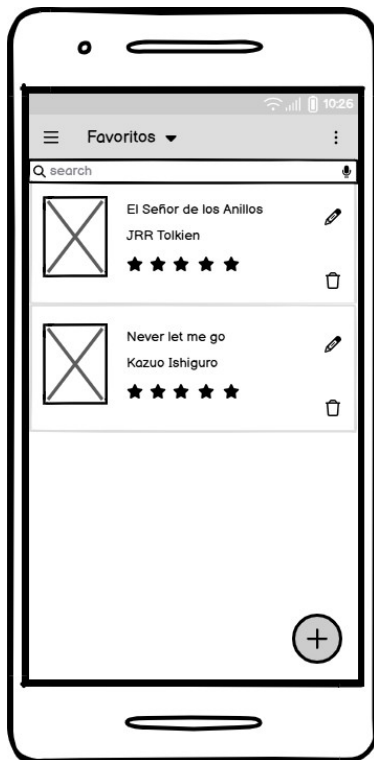 10:26
Favoritos
search
El Señor de los Anillos
JRR Tolkien
Never let me go
Kazuo Ishiguro